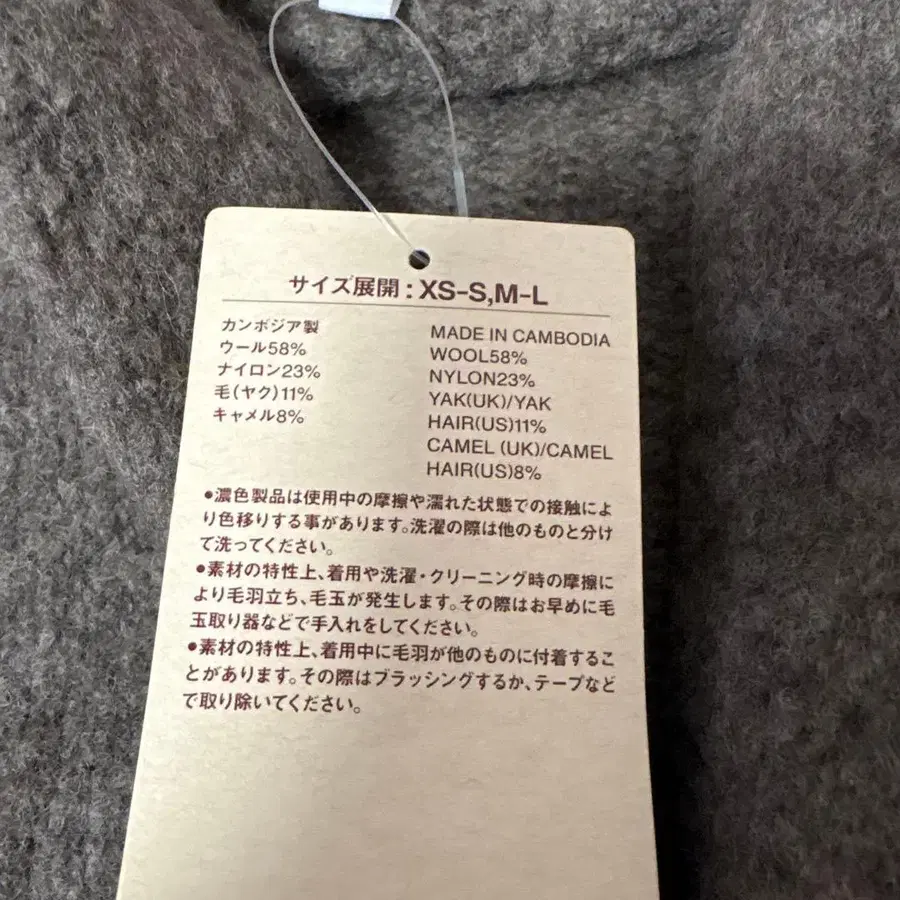 サイズ展開 : XS-S,M-L
カンボジア製
ウール58%
ナイロン23%
毛(ヤク)11%
キャメル8%
MADE IN CAMBODIA
WOOL58%
NYLON23%
YAK(UK)/YAK
HAIR(US)11%
CAMEL (UK)/CAMEL
HAIR(US)8%
●濃色製品は使用中の摩擦や濡れた状態での接触によ
り色移りする事があります。洗濯の際は他のものと分け
て洗ってください。
●素材の特性上、着用や洗濯・クリーニング時の摩擦に
より毛羽立ち、毛玉が発生します。その際はお早めに毛
玉取り器などで手入れをしてください。
●素材の特性上、着用中に毛羽が他のものに付着するこ
とがあります。その際はブラッシングするか、テープなど
で取り除いてください。